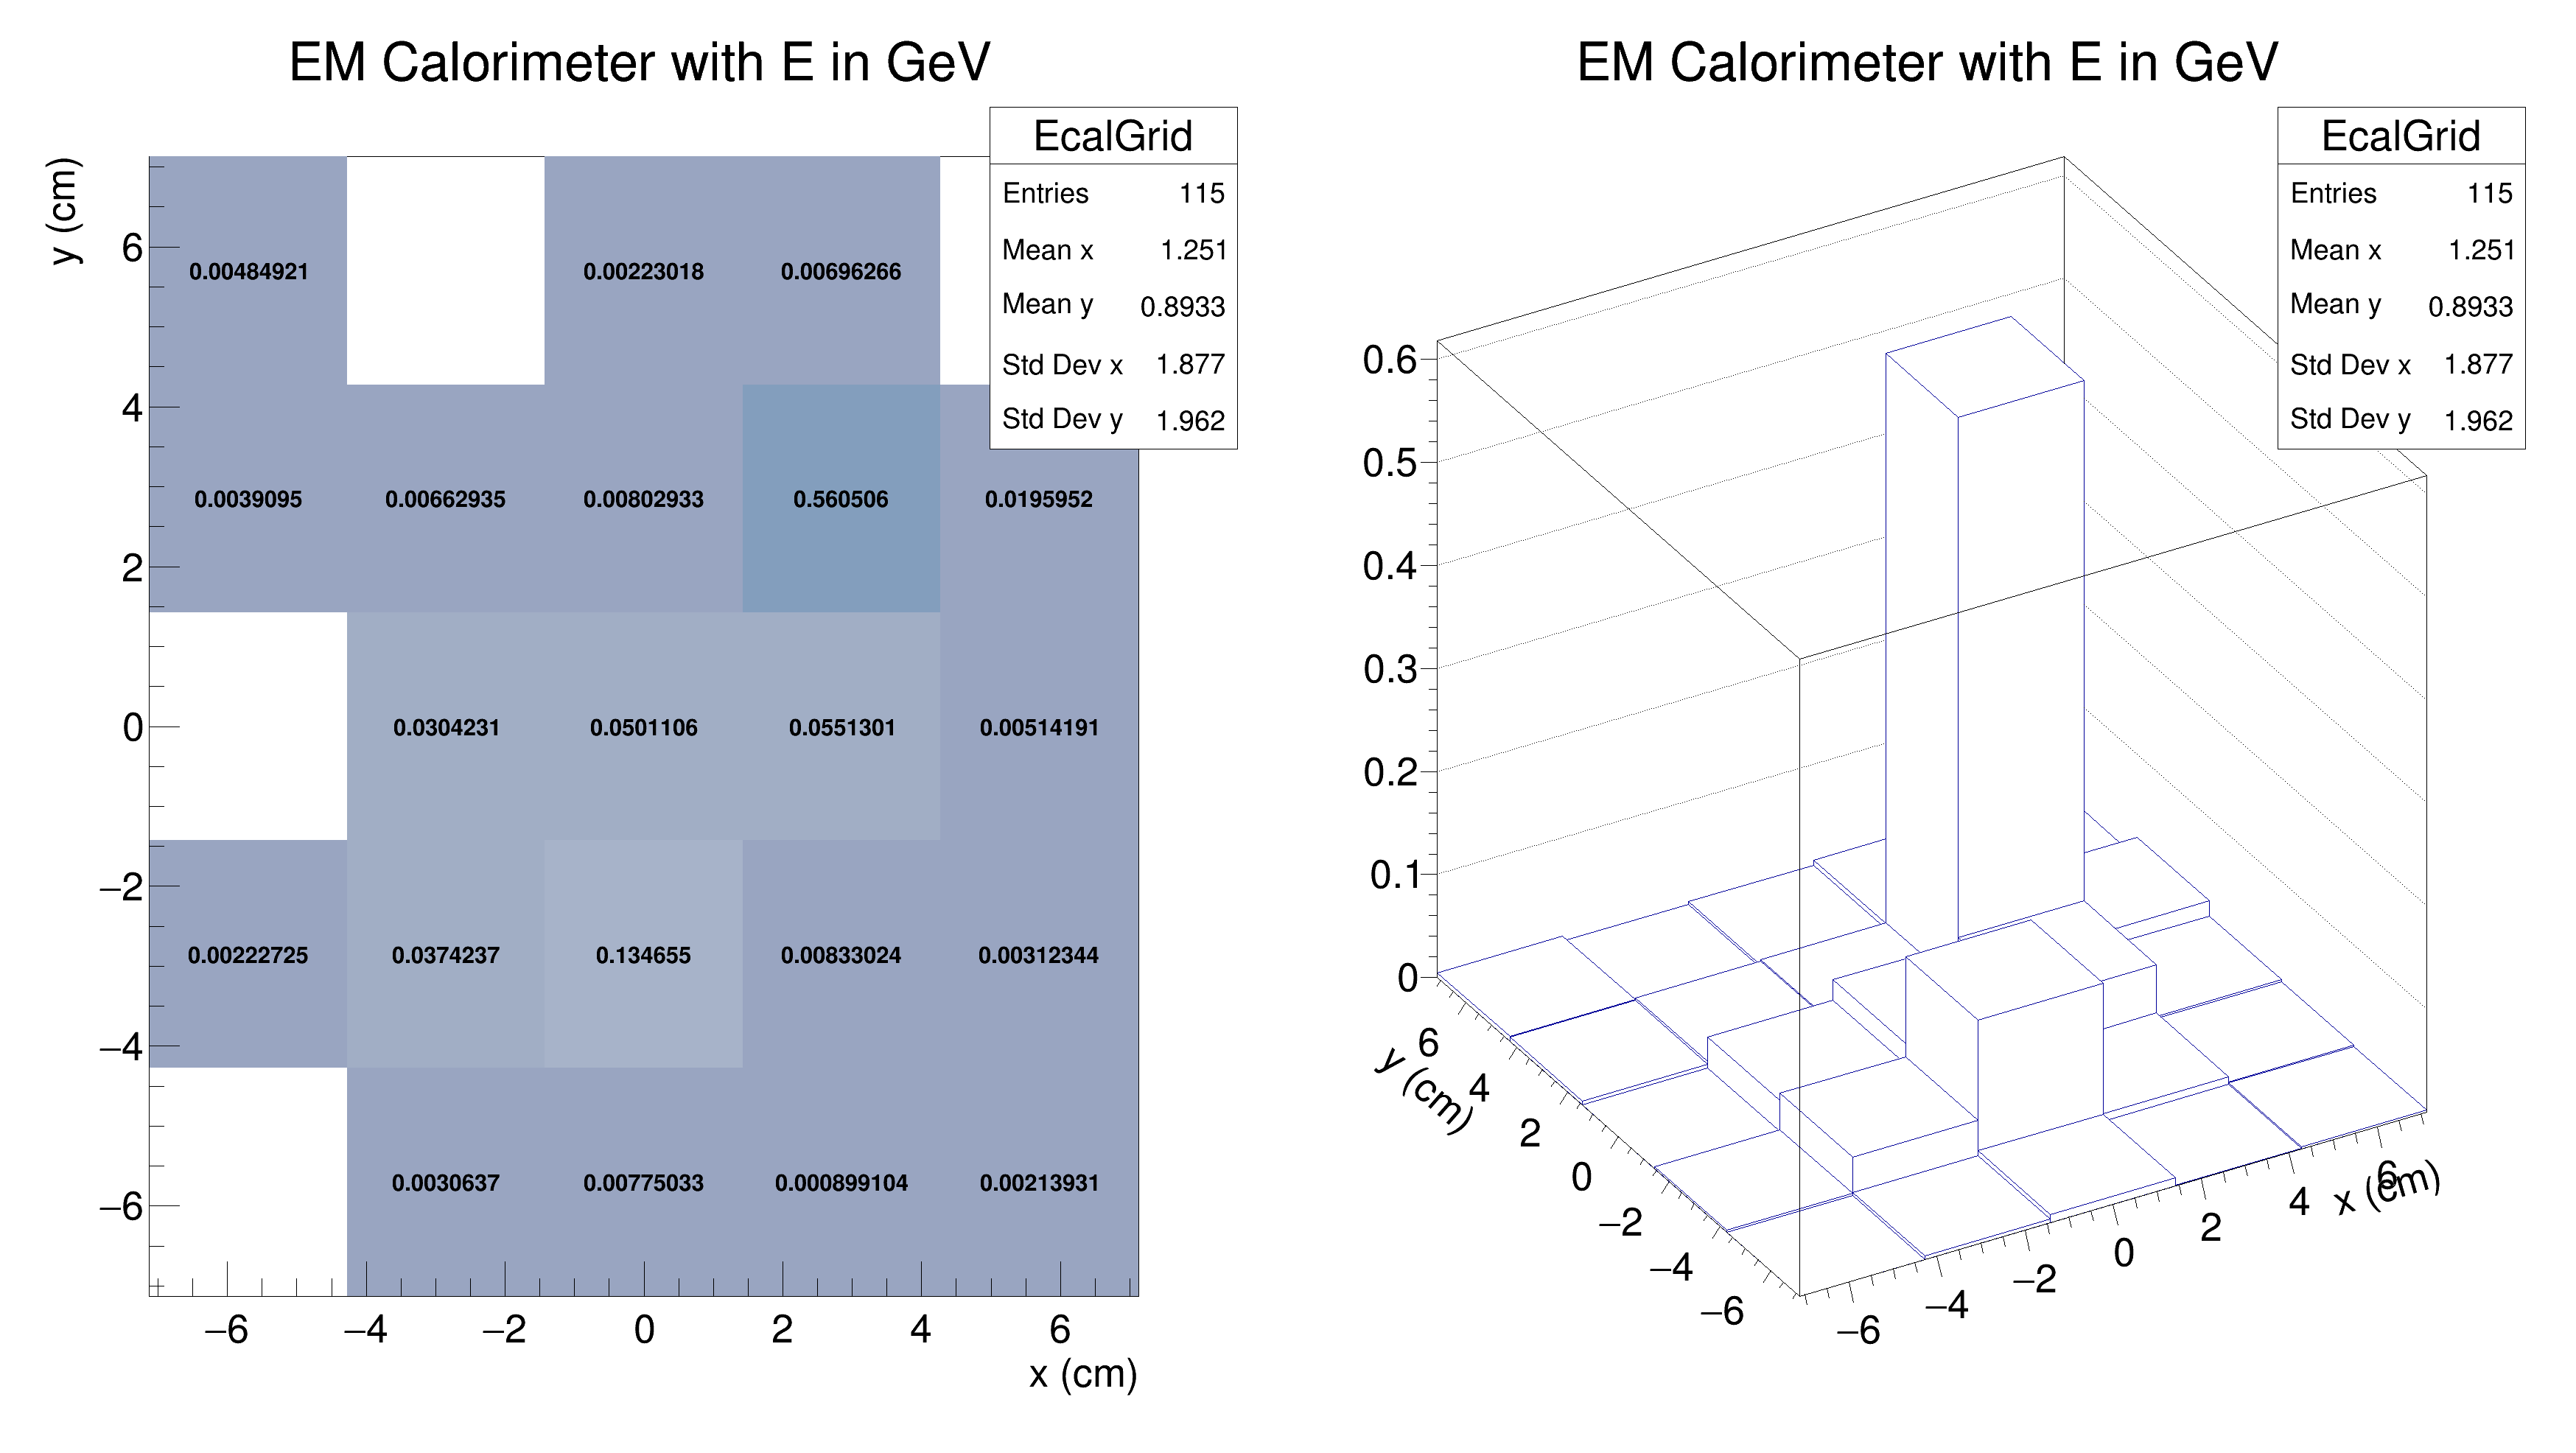 EM Calorimeter with E in GeV
EcalGrid
Entries 115
Mean x 1.251
Mean y 0.8933
Std Dev x 1.877
Std Dev y 1.962
y (cm)
6
4
2
0
−2
−4
−6
0.00484921 0.00223018 0.00696266
0.0039095 0.00662935 0.00802933 0.560506 0.0195952
0.0304231 0.0501106 0.0551301 0.00514191
0.00222725 0.0374237 0.134655 0.00833024 0.00312344
0.0030637 0.00775033 0.000899104 0.00213931
−6 −4 −2 0 2 4 6
x (cm)
EM Calorimeter with E in GeV
EcalGrid
Entries 115
Mean x 1.251
Mean y 0.8933
Std Dev x 1.877
Std Dev y 1.962
0.6
0.5
0.4
0.3
0.2
0.1
0
y (cm)
6
4
2
0
−2
−4
−6
−6 −4 −2 0 2 4 6
x (cm)